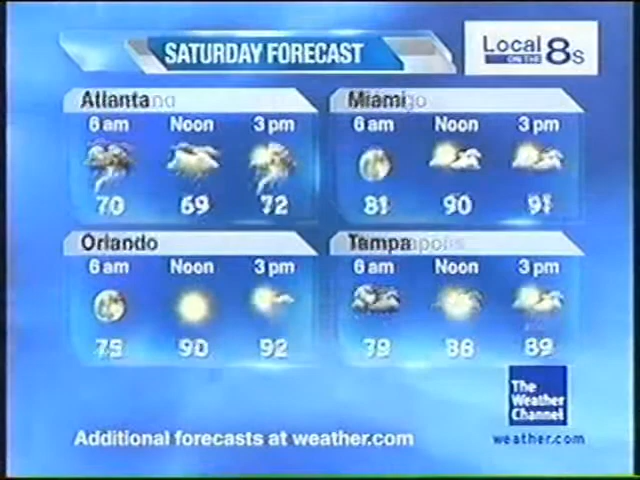 SATURDAY FORECAST
Local
ON THE 8s
Atlanta
6 am Noon 3 pm
70 69 72
Miami
6 am Noon 3 pm
81 90 91
Orlando
6 am Noon 3 pm
75 90 92
Tampa
6 am Noon 3 pm
89
The
Weather
Channel
Additional forecasts at weather.com
weather.com